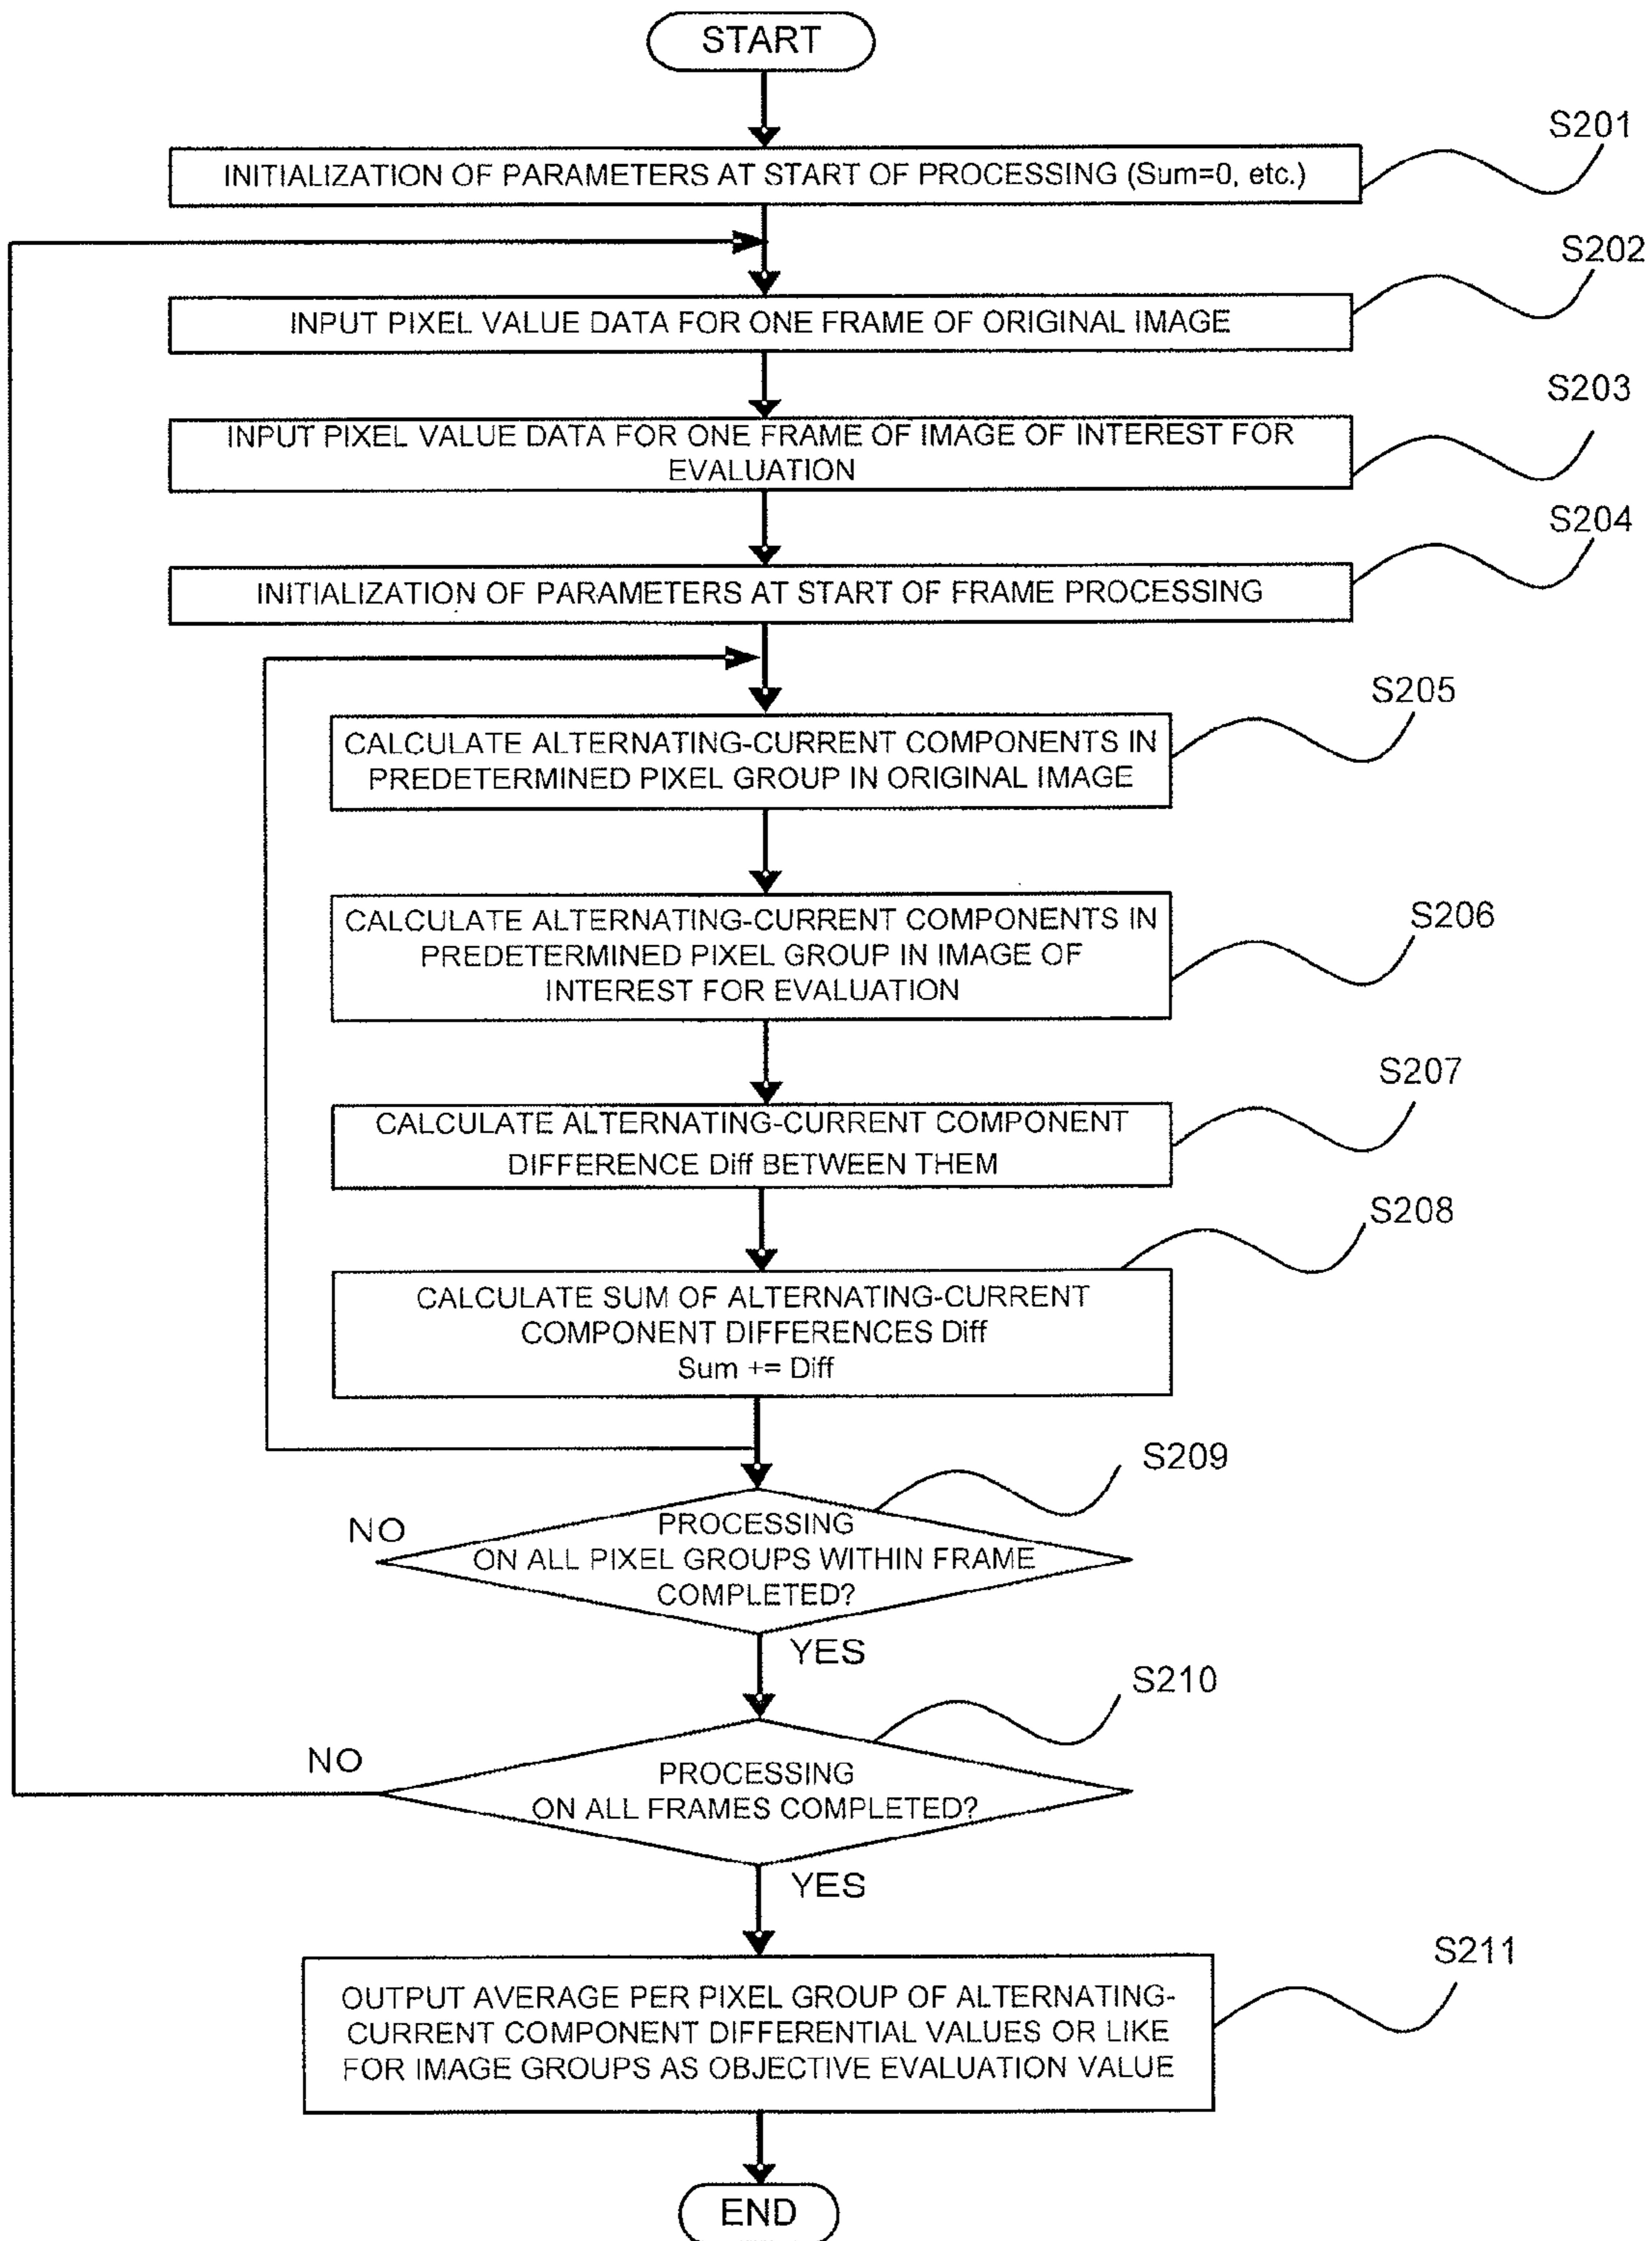 START
S201
INITIALIZATION OF PARAMETERS AT START OF PROCESSING (Sum=0, etc.)
S202
INPUT PIXEL VALUE DATA FOR ONE FRAME OF ORIGINAL IMAGE
S203
INPUT PIXEL VALUE DATA FOR ONE FRAME OF IMAGE OF INTEREST FOR
EVALUATION
S204
INITIALIZATION OF PARAMETERS AT START OF FRAME PROCESSING
S205
CALCULATE ALTERNATING-CURRENT COMPONENTS IN
PREDETERMINED PIXEL GROUP IN ORIGINAL IMAGE
S206
CALCULATE ALTERNATING-CURRENT COMPONENTS IN
PREDETERMINED PIXEL GROUP IN IMAGE OF
INTEREST FOR EVALUATION
S207
CALCULATE ALTERNATING-CURRENT COMPONENT
DIFFERENCE Diff BETWEEN THEM
S208
CALCULATE SUM OF ALTERNATING-CURRENT
COMPONENT DIFFERENCES Diff
Sum += Diff
S209
NO
PROCESSING
ON ALL PIXEL GROUPS WITHIN FRAME
COMPLETED?
YES
S210
NO
PROCESSING
ON ALL FRAMES COMPLETED?
YES
S211
OUTPUT AVERAGE PER PIXEL GROUP OF ALTERNATING-
CURRENT COMPONENT DIFFERENTIAL VALUES OR LIKE
FOR IMAGE GROUPS AS OBJECTIVE EVALUATION VALUE
END